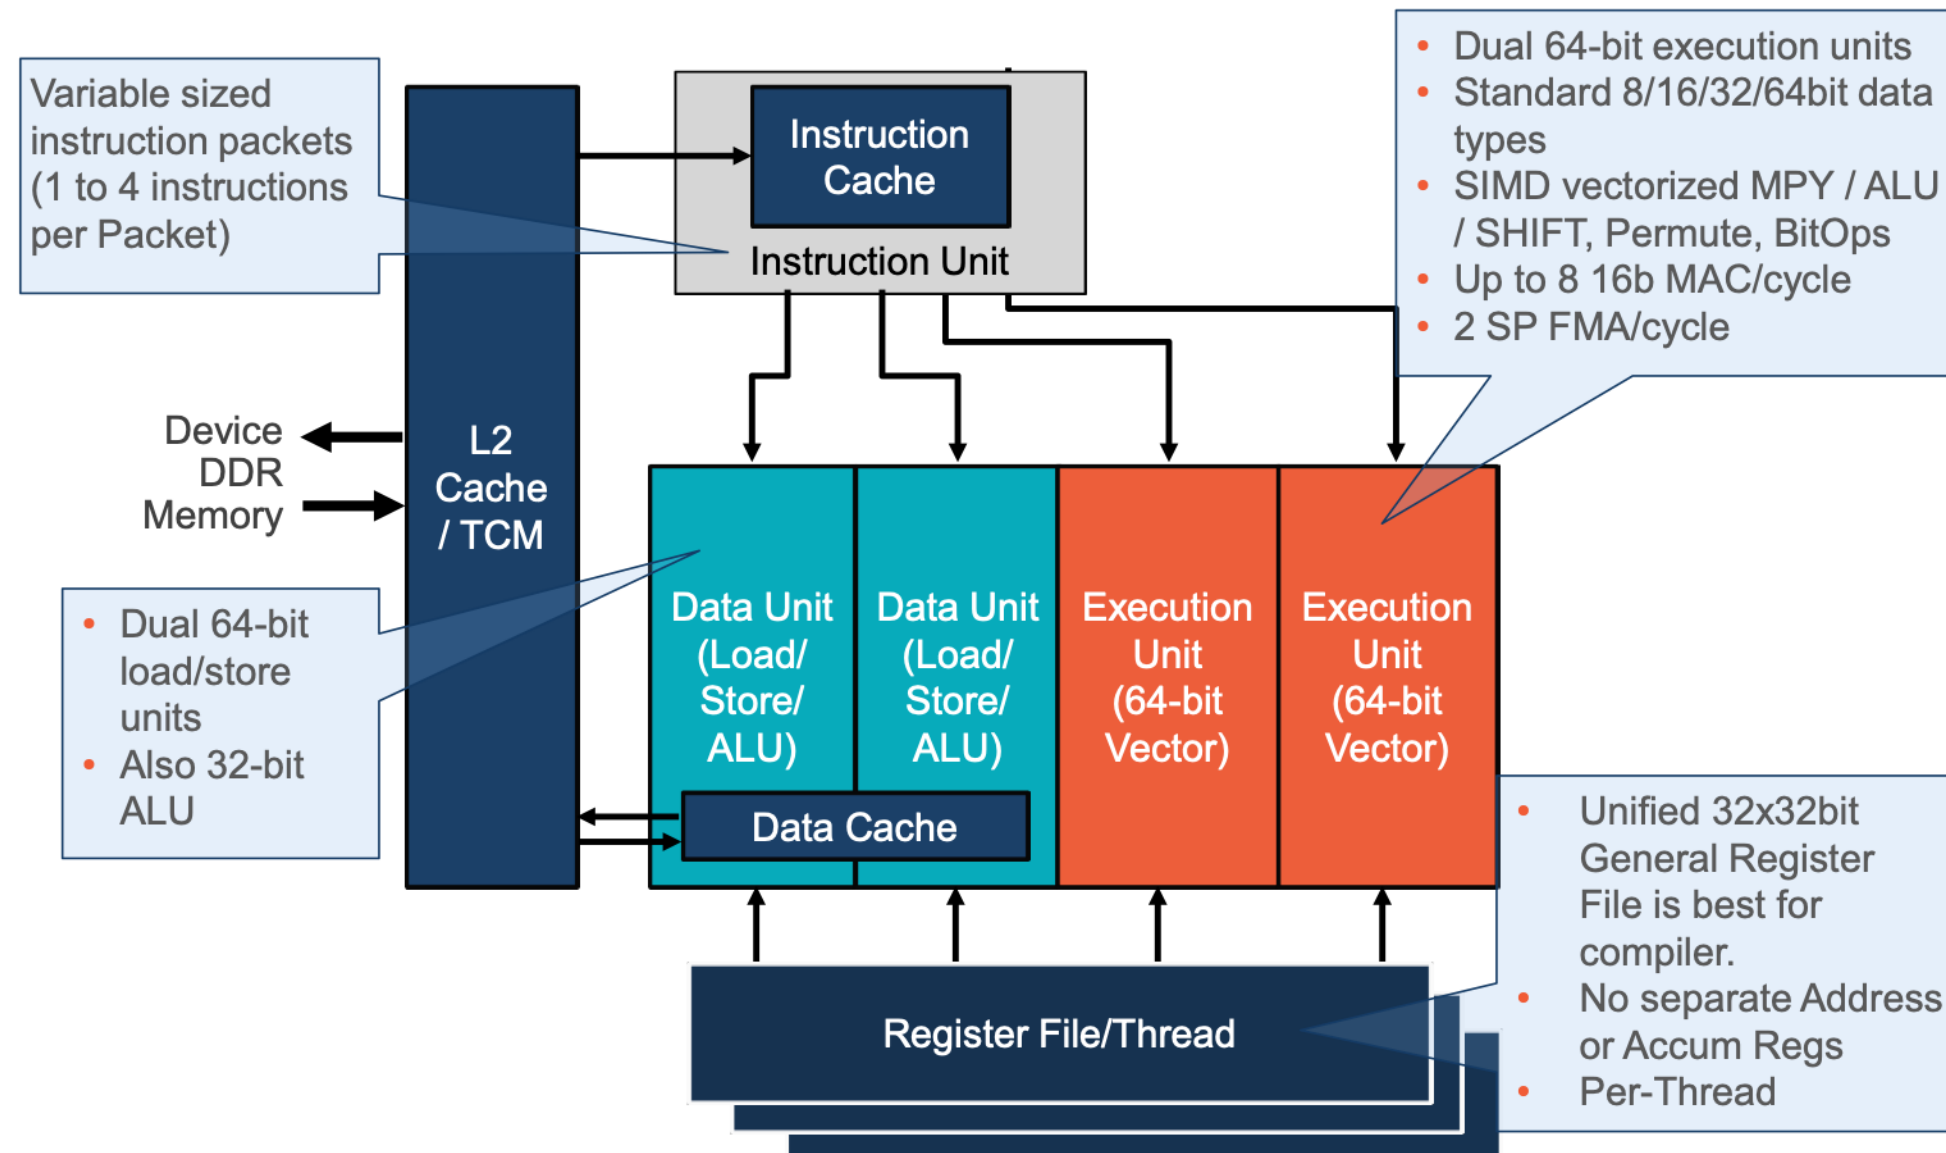 Variable sized
instruction packets
(1 to 4 instructions
per Packet)
Instruction
Cache
Instruction Unit
• Dual 64-bit execution units
• Standard 8/16/32/64bit data
types
• SIMD vectorized MPY / ALU
/ SHIFT, Permute, BitOps
• Up to 8 16b MAC/cycle
• 2 SP FMA/cycle
Device
DDR
Memory
L2
Cache
/ TCM
• Dual 64-bit
load/store
units
• Also 32-bit
ALU
Data Unit
(Load/
Store/
ALU)
Data Unit
(Load/
Store/
ALU)
Execution
Unit
(64-bit
Vector)
Execution
Unit
(64-bit
Vector)
Data Cache
Register File/Thread
• Unified 32x32bit
General Register
File is best for
compiler.
• No separate Address
or Accum Regs
• Per-Thread